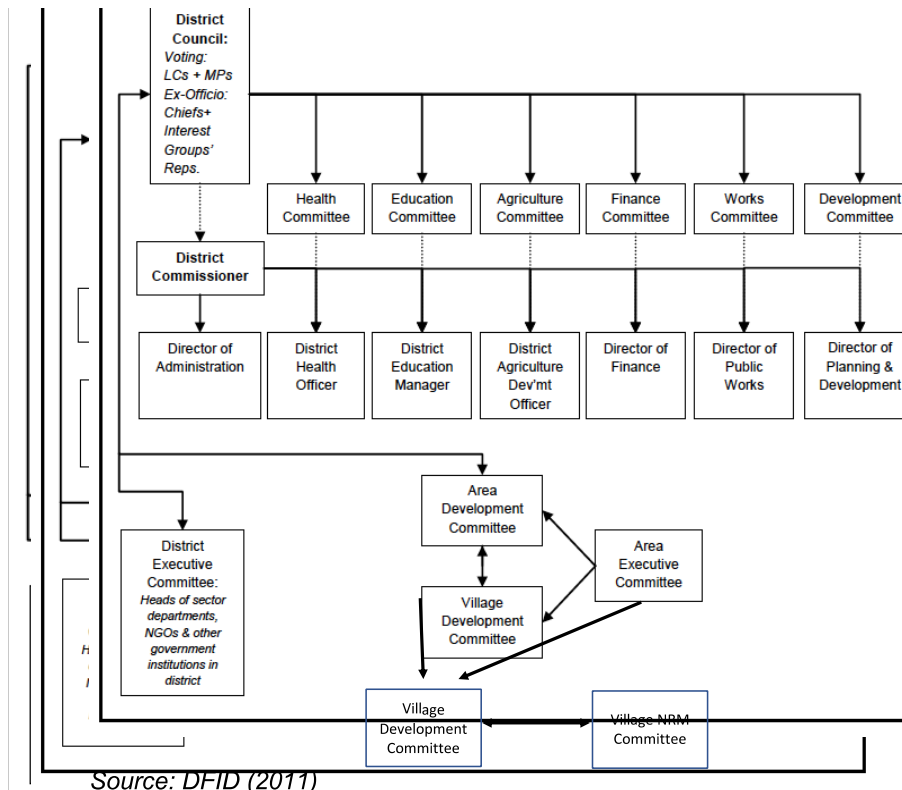 District
Council:
Voting:
LCs + MPs
Ex-Officio:
Chiefs+
Interest
Groups'
Reps.
Health
Committee
Education
Committee
Agriculture
Committee
Finance
Committee
Works
Committee
Development
Committee
District
Commissioner
Director of
Administration
District
Health
Officer
District
Education
Manager
District
Agriculture
Dev'mt
Officer
Director of
Finance
Director of
Public
Works
Director of
Planning &
Development
Area
Development
Committee
Area
Executive
Committee
District
Executive
Committee:
Heads of sector
departments,
NGOs & other
government
institutions in
district
Village
Development
Committee
Village
Development
Committee
Village NRM
Committee
Source: DFID (2011)